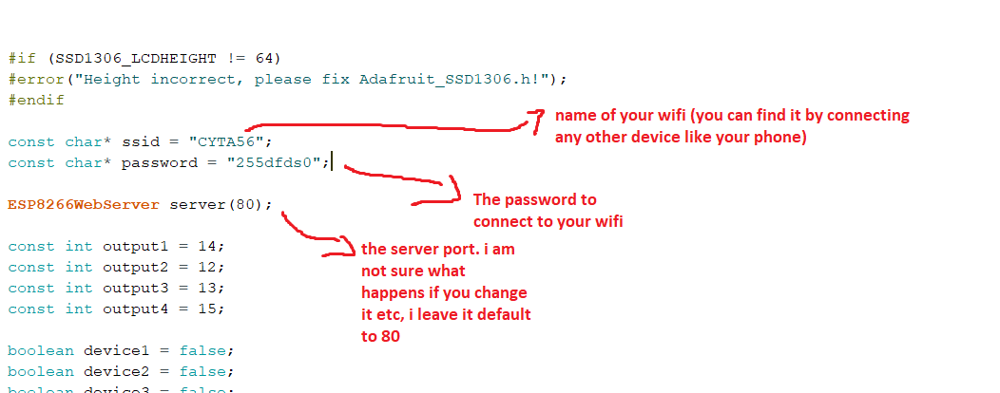 #if (SSD1306_LCDHEIGHT != 64)
#error("Height incorrect, please fix Adafruit_SSD1306.h!");
#endif
name of your wifi (you can find it by connecting
any other device like your phone)
const char* ssid = "CYTA56";
const char* password = "255dfds0";
The password to
connect to your wifi
ESP8266WebServer server(80);
the server port. i am
not sure what
happens if you change
it etc, i leave it default
to 80
const int output1 = 14;
const int output2 = 12;
const int output3 = 13;
const int output4 = 15;
boolean device1 = false;
boolean device2 = false;
boolean device3 = false;